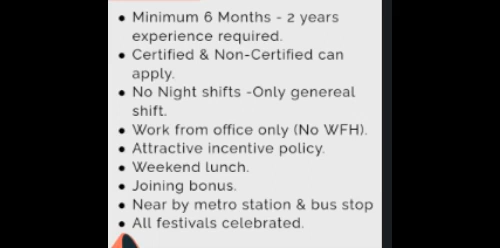 • Minimum 6 Months - 2 years
experience required.
• Certified & Non-Certified can
apply.
• No Night shifts -Only genereal
shift.
• Work from office only (No WFH).
• Attractive incentive policy.
• Weekend lunch.
• Joining bonus.
• Near by metro station & bus stop
• All festivals celebrated.